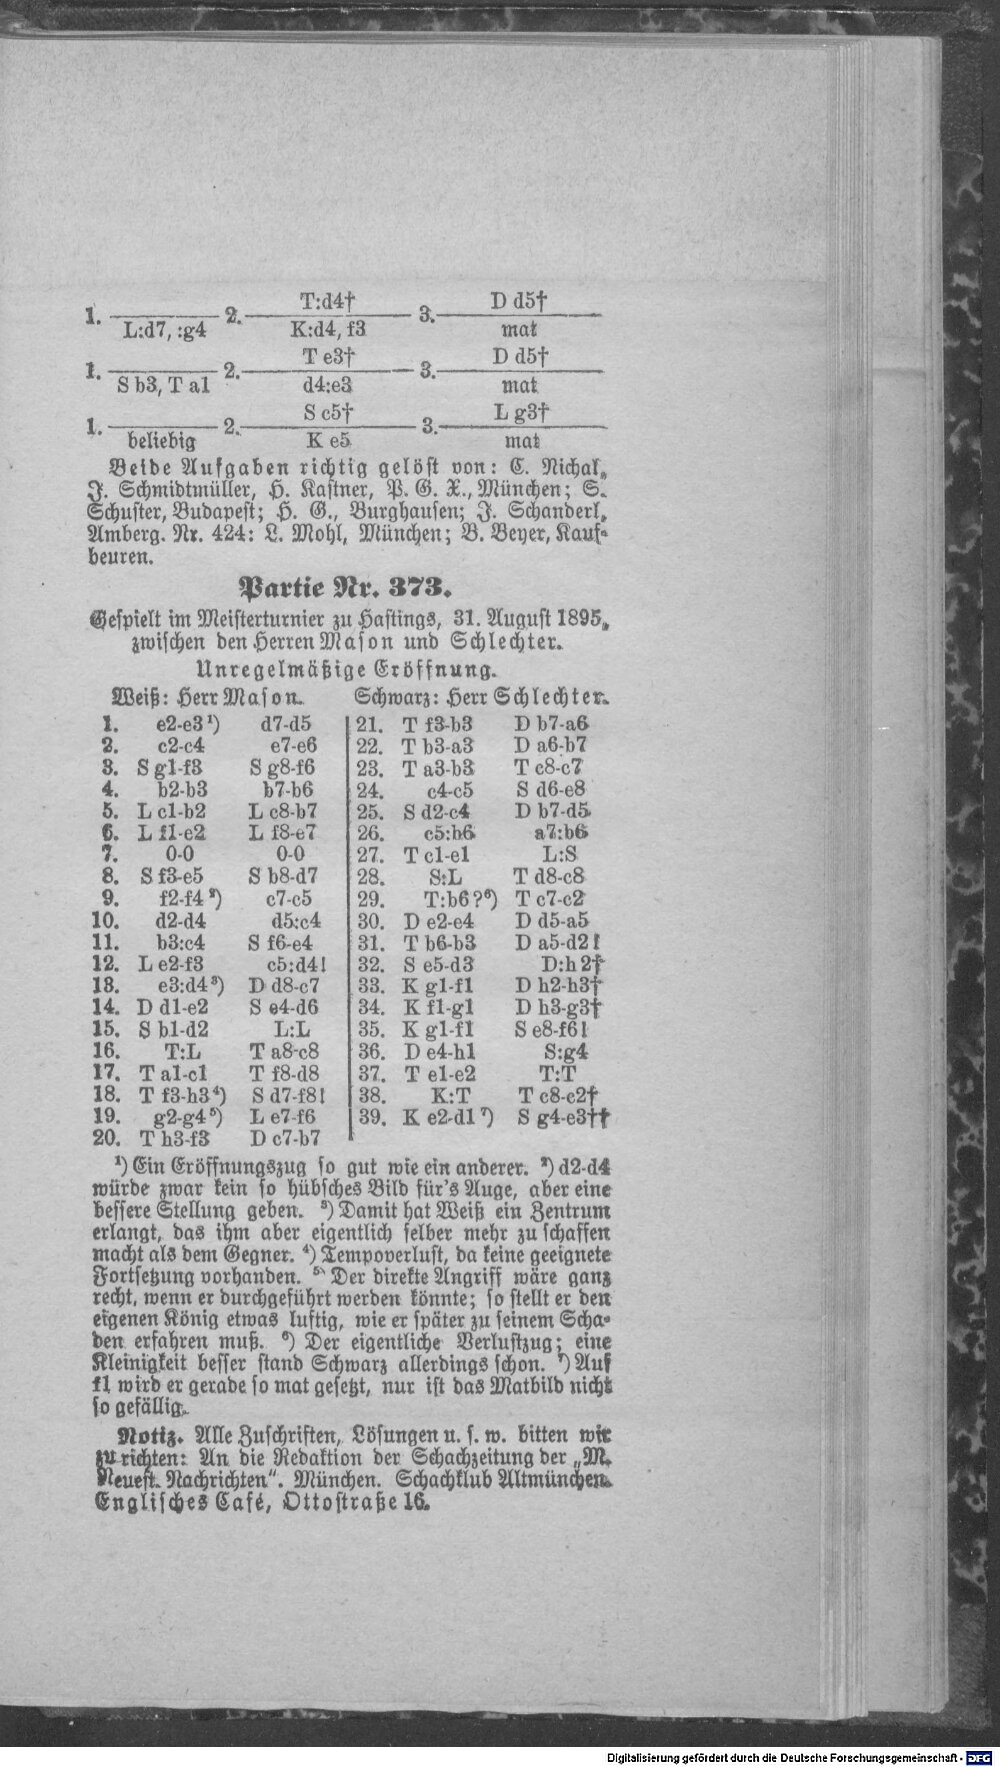 T:d4† D d5†
1. ——— 2. ——— 3. ———
L:d7, :g4 K:d4, f3 mat
T e3† D d5†
1. ——— 2. ——— 3. ———
S b3, T a1 d4:e3 mat
S c5† L g3†
1. ——— 2. ——— 3. ———
beliebig K e5 mat
Beide Aufgaben richtig gelöst von: C. Nichal,
J. Schmidtmüller, H. Kastner, P. G. X., München; S.
Schuster, Budapest; H. G., Burghausen; J. Schanderl,
Amberg. Nr. 424: L. Mohl, München; B. Beyer, Kauf-
beuren.
Partie Nr. 373.
Gespielt im Meisterturnier zu Hastings, 31. August 1895,
zwischen den Herren Mason und Schlechter.
Unregelmäßige Eröffnung.
Weiß: Herr Mason. Schwarz: Herr Schlechter.
1. e2-e3¹) d7-d5
2. c2-c4 e7-e6
3. S g1-f3 S g8-f6
4. b2-b3 b7-b6
5. L c1-b2 L c8-b7
6. L f1-e2 L f8-e7
7. 0-0 0-0
8. S f3-e5 S b8-d7
9. f2-f4²) c7-c5
10. d2-d4 d5:c4
11. b3:c4 S f6-e4
12. L e2-f3 c5:d4!
13. e3:d4³) D d8-c7
14. D d1-e2 S e4-d6
15. S b1-d2 L:L
16. T:L T a8-c8
17. T a1-c1 T f8-d8
18. T f3-h3⁴) S d7-f8!
19. g2-g4⁵) L e7-f6
20. T h3-f3 D c7-b7
21. T f3-b3 D b7-a6
22. T b3-a3 D a6-b7
23. T a3-b3 T c8-c7
24. c4-c5 S d6-e8
25. S d2-c4 D b7-d5
26. c5:b6 a7:b6
27. T c1-e1 L:S
28. S:L T d8-c8
29. T:b6?⁶) T c7-c2
30. D e2-e4 D d5-a5
31. T b6-b3 D a5-d2!
32. S e5-d3 D:h2†
33. K g1-f1 D h2-h3†
34. K f1-g1 D h3-g3†
35. K g1-f1 S e8-f6!
36. D e4-h1 S:g4
37. T e1-e2 T:T
38. K:T T c8-e2†
39. K e2-d1⁷) S g4-e3††
¹) Ein Eröffnungszug so gut wie ein anderer. ²) d2-d4
würde zwar kein so hübsches Bild für's Auge, aber eine
bessere Stellung geben. ³) Damit hat Weiß ein Zentrum
erlangt, das ihm aber eigentlich selber mehr zu schaffen
macht als dem Gegner. ⁴) Tempoverlust, da keine geeignete
Fortsetzung vorhanden. ⁵) Der direkte Angriff wäre ganz
recht, wenn er durchgeführt werden könnte; so stellt er den
eigenen König etwas luftig, wie er später zu seinem Scha-
den erfahren muß. ⁶) Der eigentliche Verlustzug; eine
Kleinigkeit besser stand Schwarz allerdings schon. ⁷) Auf
f1 wird er gerade so mat gesetzt, nur ist das Matbild nicht
so gefällig.
Notiz. Alle Zuschriften, Lösungen u. s. w. bitten wir
zu richten: An die Redaktion der Schachzeitung der „M.
Neuest. Nachrichten“. München. Schachklub Altmünchen.
Englisches Café, Ottostraße 16.
Digitalisierung gefördert durch die Deutsche Forschungsgemeinschaft - DFG